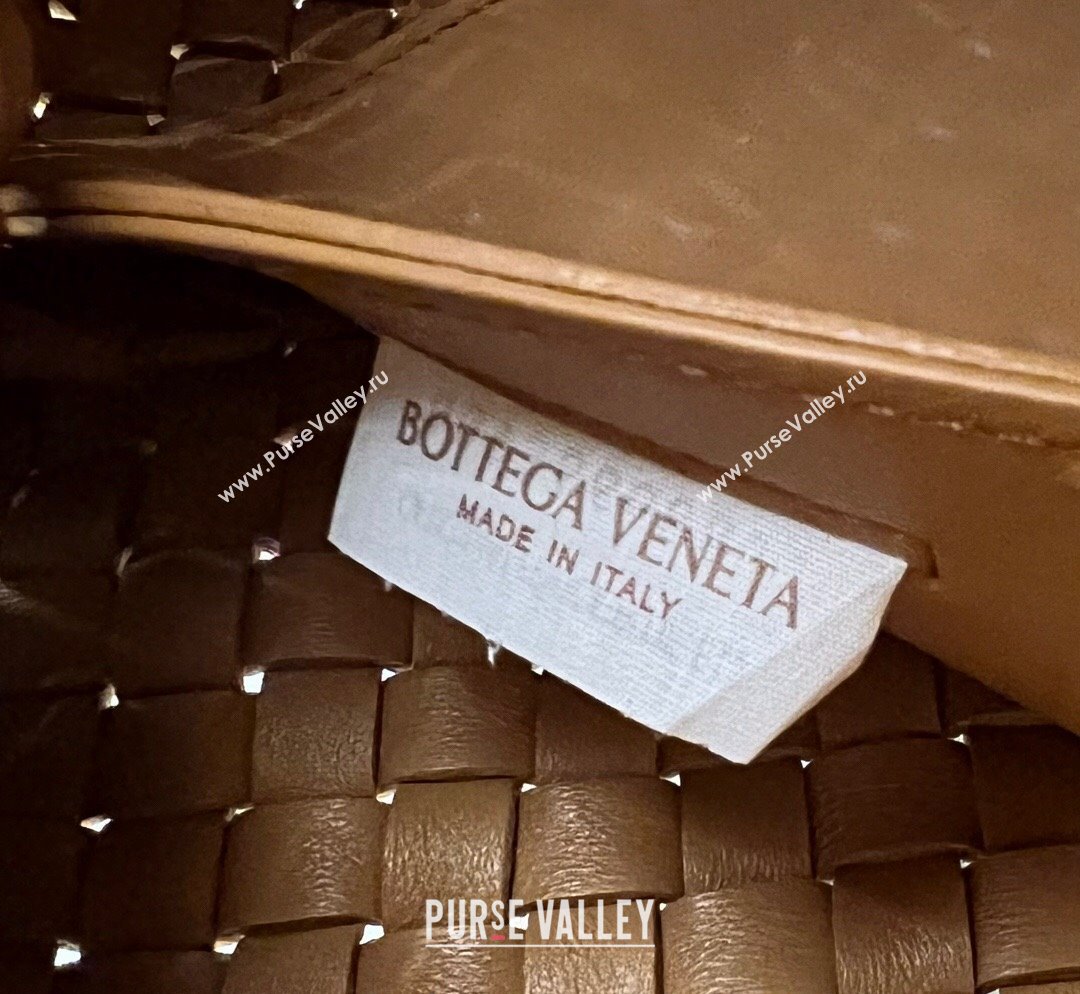 www.PurseValley.ru
www.PurseValley.ru
BOTTEGA VENETA
MADE IN ITALY
PURSE VALLEY